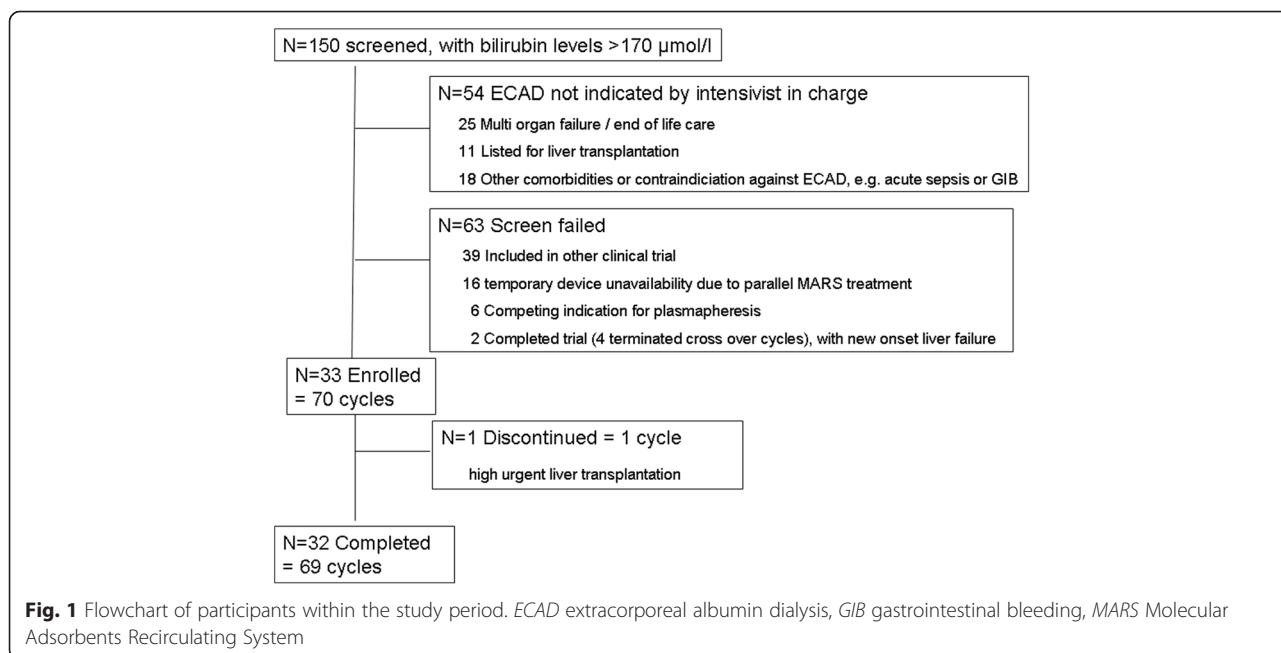 N=150 screened, with bilirubin levels >170 µmol/l
N=54 ECAD not indicated by intensivist in charge
25 Multi organ failure / end of life care
11 Listed for liver transplantation
18 Other comorbidities or contraindiciation against ECAD, e.g. acute sepsis or GIB
N=63 Screen failed
39 Included in other clinical trial
16 temporary device unavailability due to parallel MARS treatment
6 Competing indication for plasmapheresis
2 Completed trial (4 terminated cross over cycles), with new onset liver failure
N=33 Enrolled
= 70 cycles
N=1 Discontinued = 1 cycle
high urgent liver transplantation
N=32 Completed
= 69 cycles
Fig. 1 Flowchart of participants within the study period. ECAD extracorporeal albumin dialysis, GIB gastrointestinal bleeding, MARS Molecular
Adsorbents Recirculating System